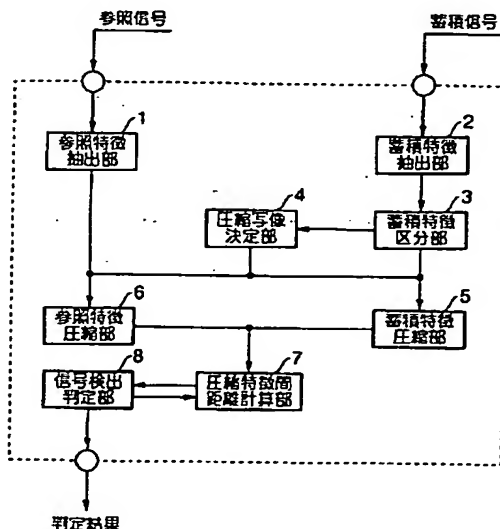 参照信号
蓄積信号
1
参照特徴
抽出部
2
蓄積特徴
抽出部
4
圧縮写像
決定部
3
蓄積特徴
区分部
6
参照特徴
圧縮部
5
蓄積特徴
圧縮部
8
信号検出
判定部
7
圧縮特徴間
距離計算部
判定結果